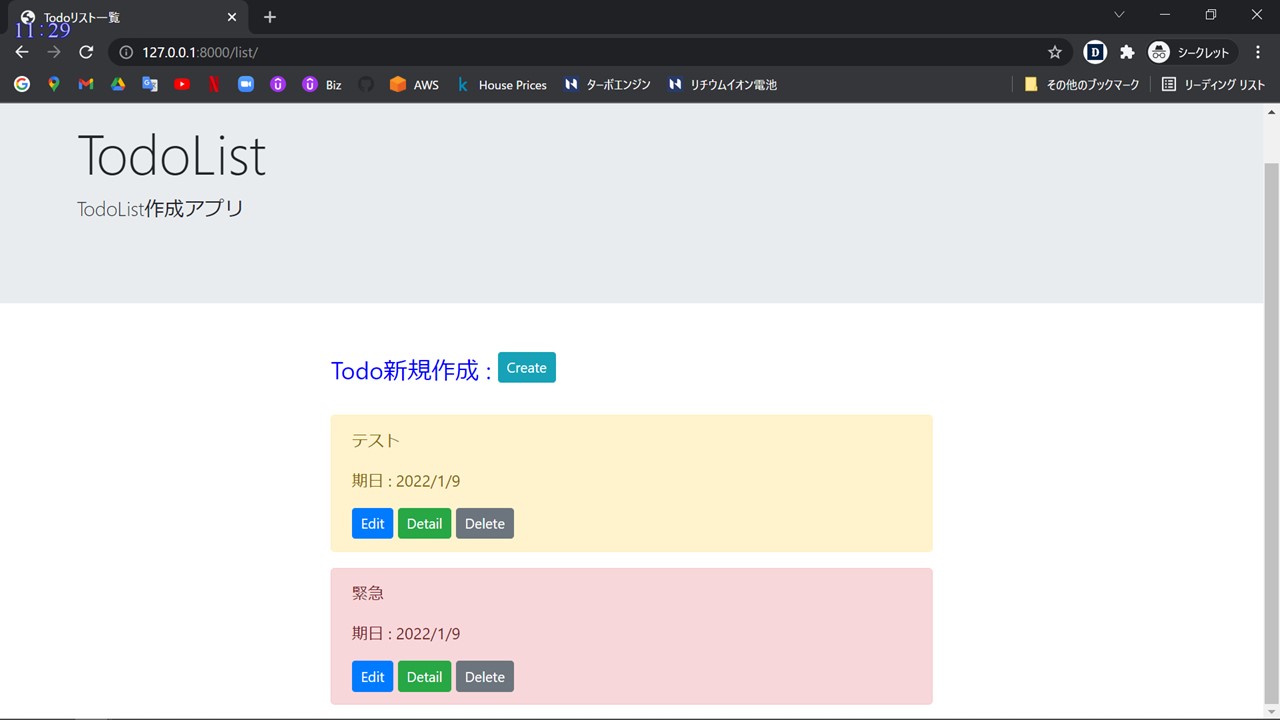 Todoリスト一覧
11:29
127.0.0.1:8000/list/
シークレット
Biz
AWS
House Prices
ターボエンジン
リチウムイオン電池
その他のブックマーク
リーディング リスト
TodoList
TodoList作成アプリ
Todo新規作成 : Create
テスト
期日 : 2022/1/9
Edit Detail Delete
緊急
期日 : 2022/1/9
Edit Detail Delete